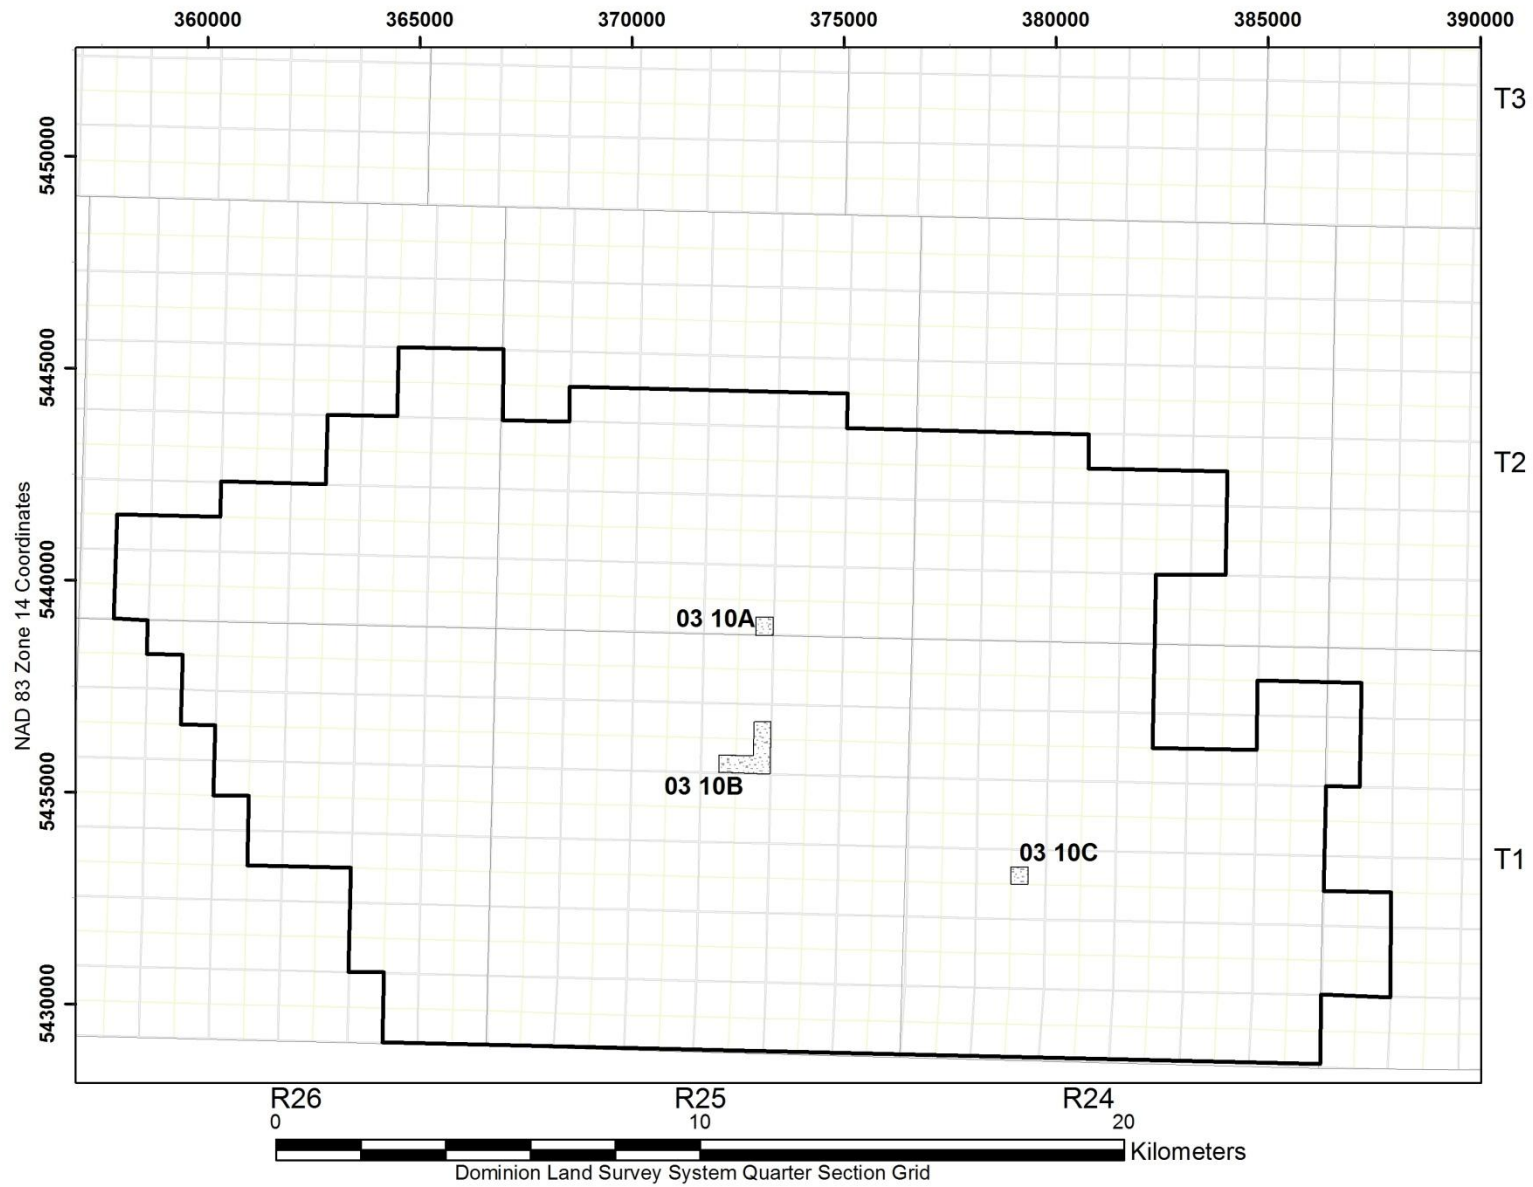 360000 365000 370000 375000 380000 385000 390000
T3
5450000
5445000
T2
NAD 83 Zone 14 Coordinates
5440000
03 10A
03 10B
5435000
03 10C
T1
5430000
R26 R25 R24
0 10 20
Kilometers
Dominion Land Survey System Quarter Section Grid